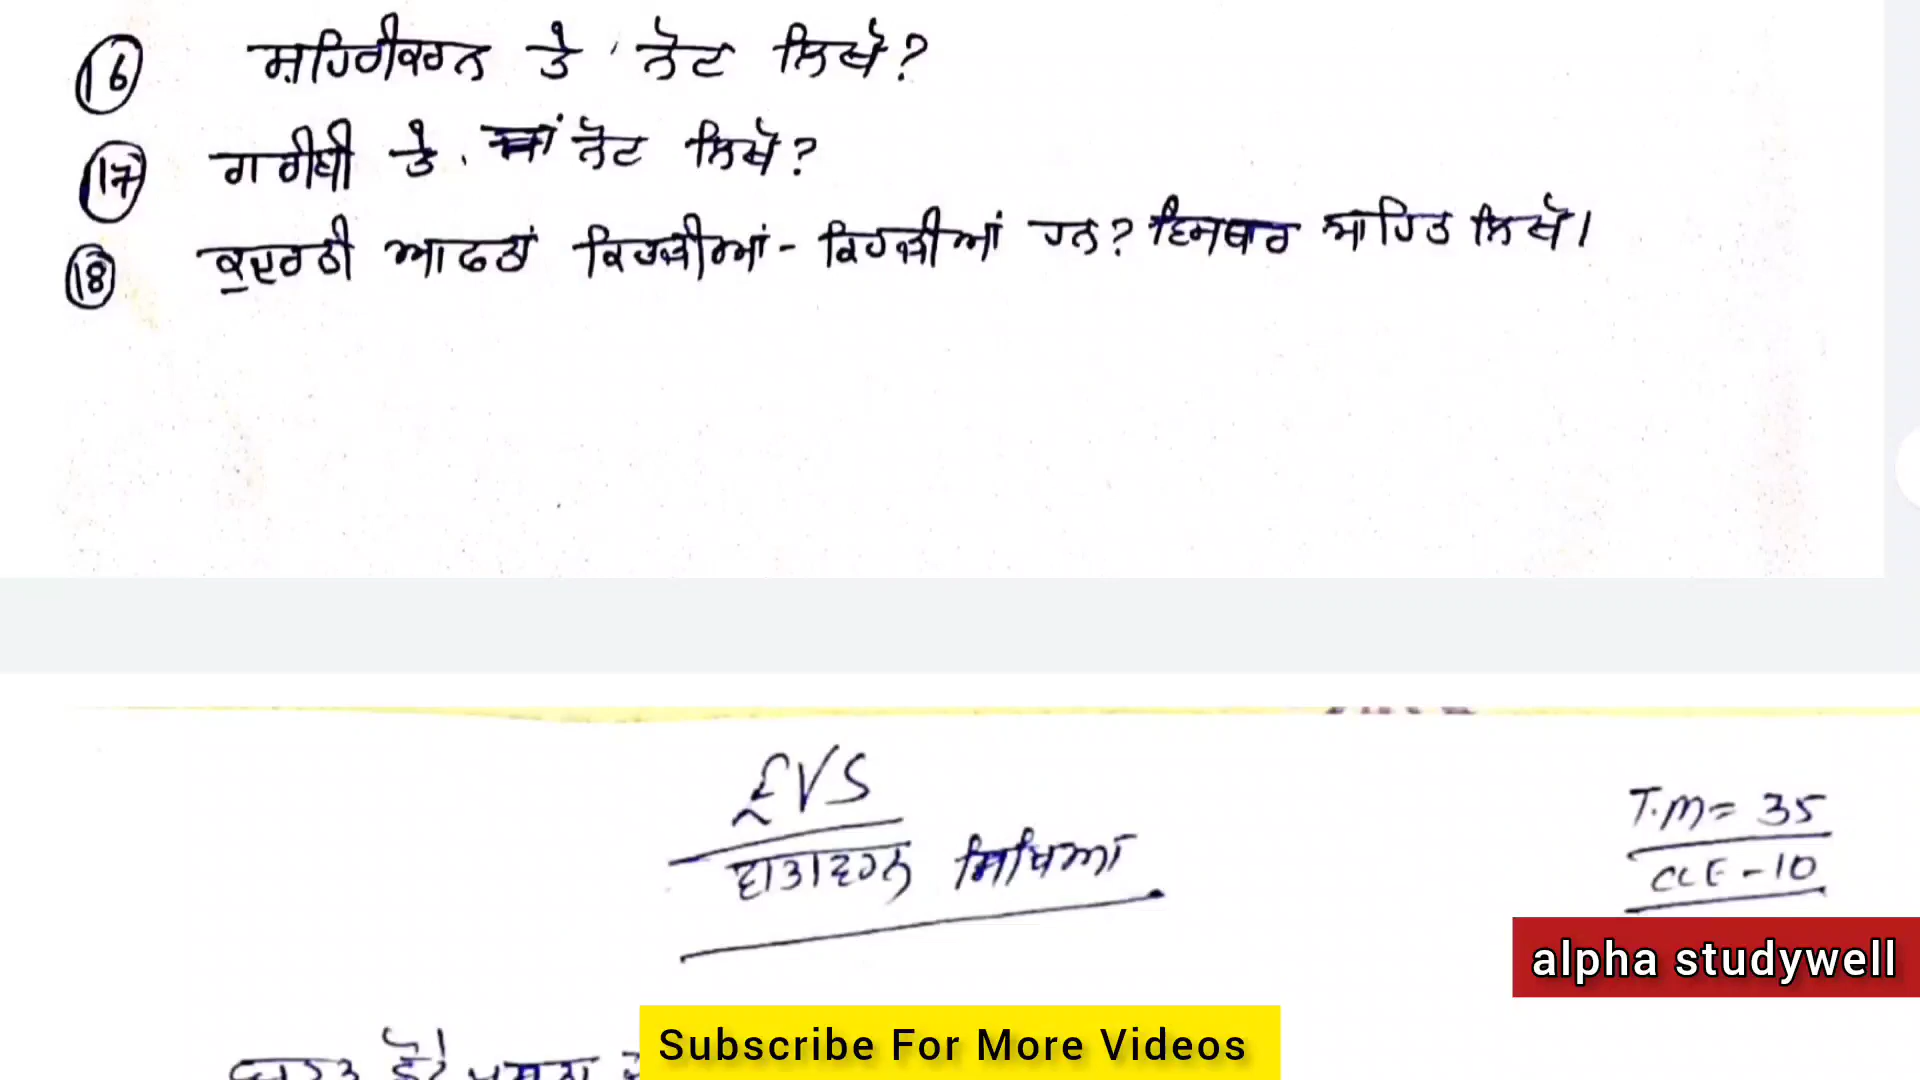 16 ਸ਼ਹਿਰੀਕਰਨ ਤੇ ਨੋਟ ਲਿਖੋ?
17 ਗਰੀਬੀ ਤੇ ਨੋਟ ਲਿਖੋ?
18 ਕੁਦਰਤੀ ਆਫਤਾਂ ਕਿਹੜੀਆਂ - ਕਿਹੜੀਆਂ ਹਨ? ਵਿਸਥਾਰ ਸਹਿਤ ਲਿਖੋ।
EVS
T.M = 35
ਵਾਤਾਵਰਨ ਸਿੱਖਿਆ
CCE - 10
alpha studywell
Subscribe For More Videos